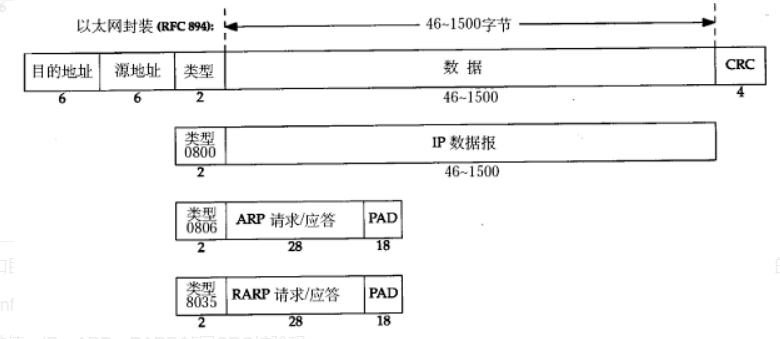 以太网封装 (RFC 894):
46~1500字节
目的地址 源地址 类型 数 据 CRC
6 6 2 46~1500 4
类型
0800
IP 数据报
2 46~1500
类型
0806
ARP 请求/应答 PAD
2 28 18
类型
8035
RARP 请求/应答 PAD
2 28 18